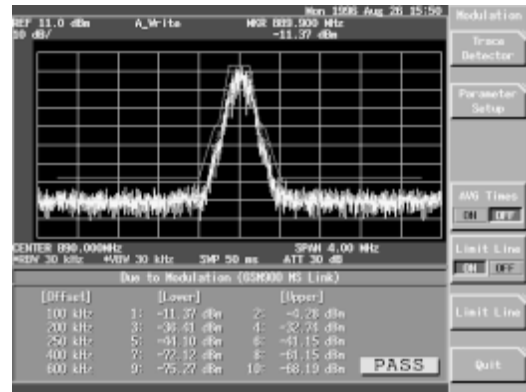 Mon 1996 Aug 26 15:50
REF 11.0 dBm A_Write MKR 889.900 MHz
10 dB/ -11.37 dBm
CENTER 890.000MHz SPAN 4.00 MHz
*RBW 30 kHz *VBW 30 kHz SWP 50 ms ATT 30 dB
Due to Modulation (GSM900 MS Link)
[Offset] [Lower] [Upper]
100 kHz 1: -11.37 dBm 2: -4.28 dBm
200 kHz 3: -36.41 dBm 4: -32.74 dBm
250 kHz 5: -44.10 dBm 6: -41.15 dBm
400 kHz 7: -72.12 dBm 8: -61.15 dBm
600 kHz 9: -75.27 dBm 10: -68.19 dBm
PASS
Modulation
Trace
Detector
Parameter
Setup
AVG Times
ON OFF
Limit Line
ON OFF
Limit Line
Quit